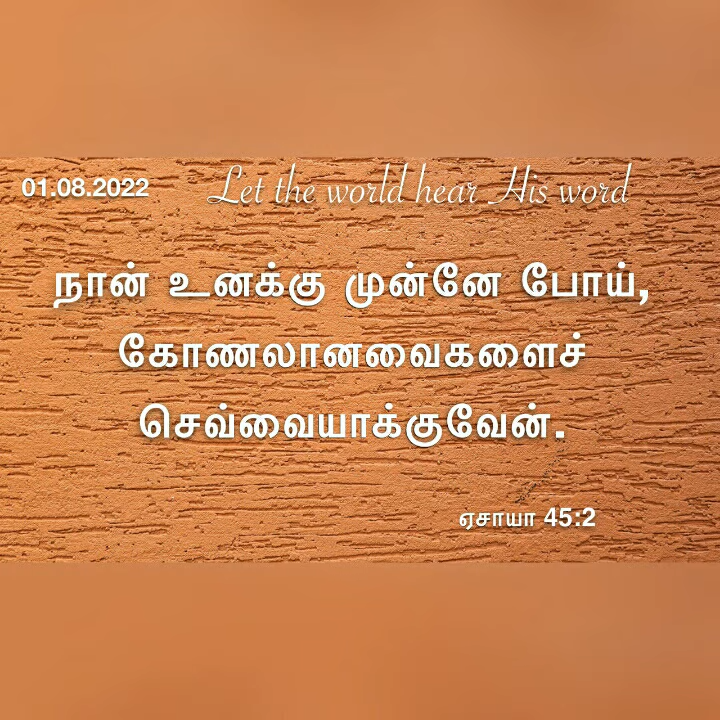 01.08.2022 Let the world hear His word
நான் உனக்கு முன்னே போய்,
கோணலானவைகளைச்
செவ்வையாக்குவேன்.
ஏசாயா 45:2